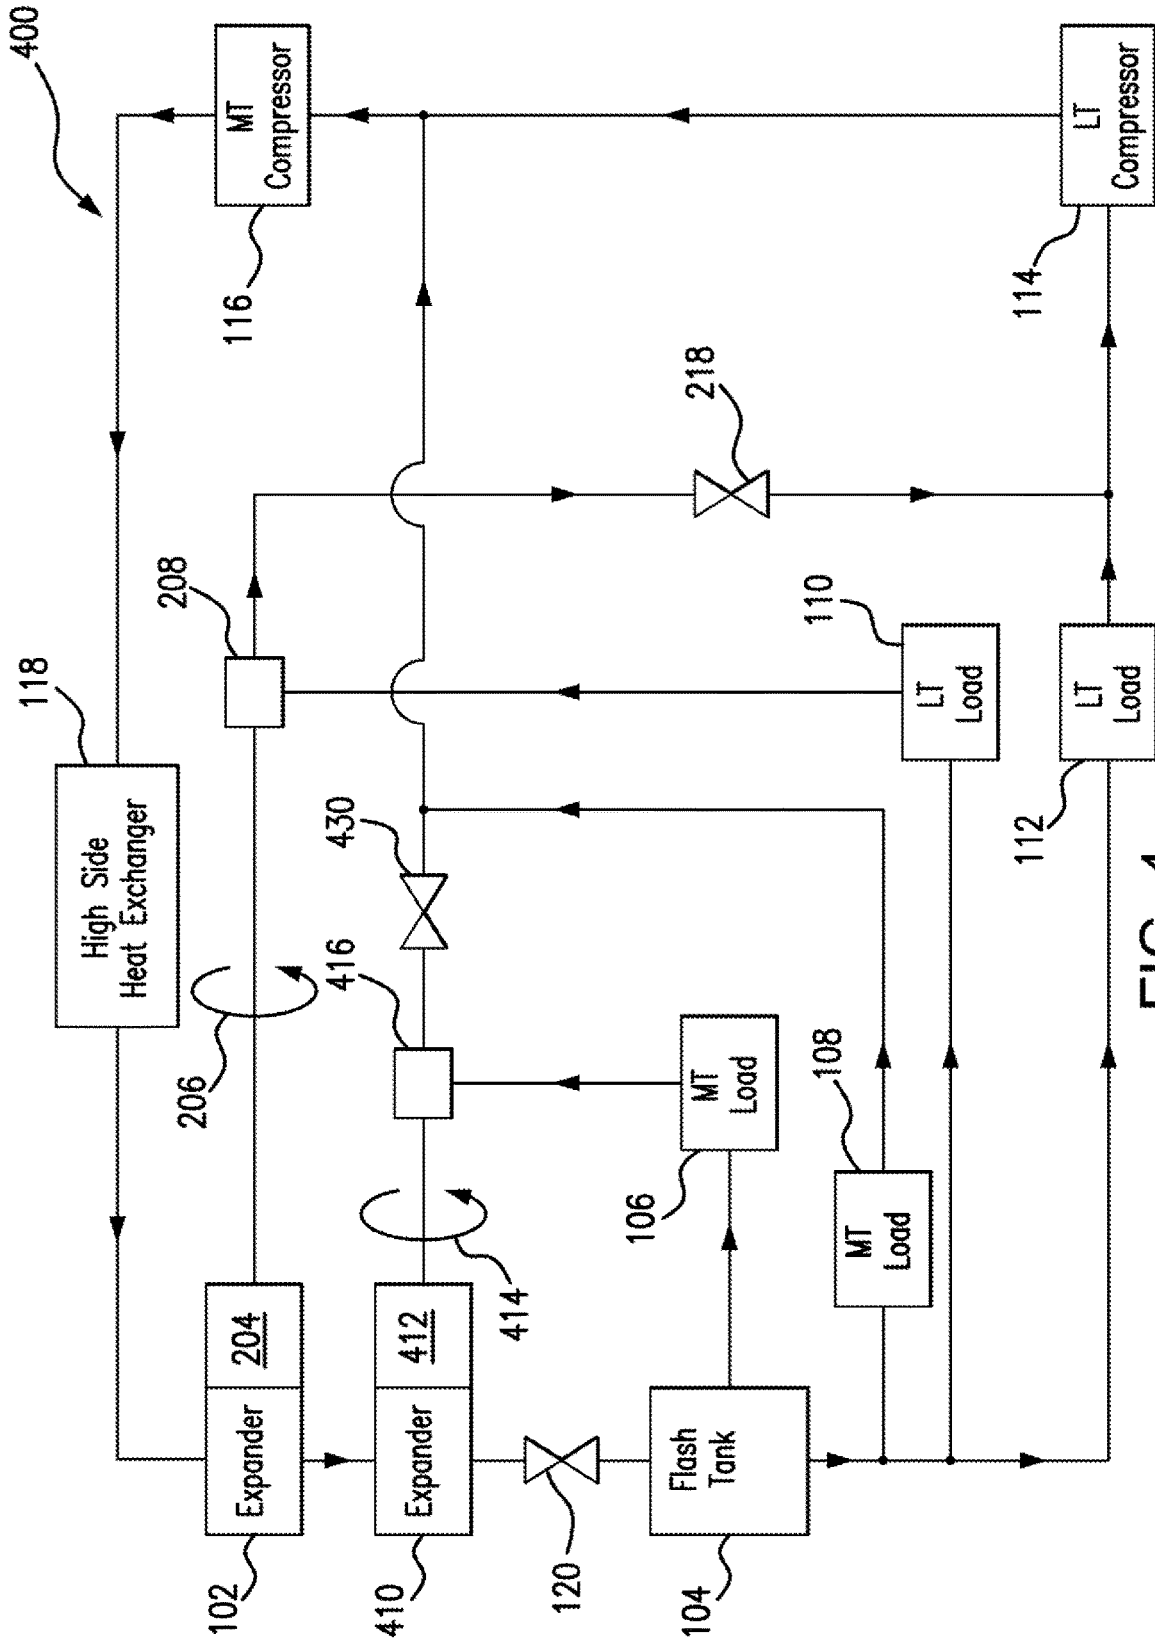 400
MT
Compressor
116
118
High Side
Heat Exchanger
208
206
430
416
218
LT
Compressor
114
110
LT
Load
LT
Load
112
MT
Load
106
108
MT
Load
204
Expander
102
412
414
Expander
410
120
Flash
Tank
104